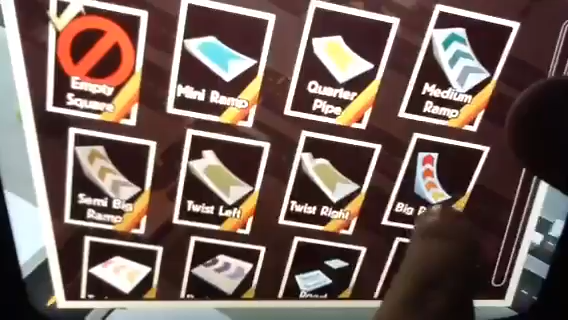 Empty
Square
Mini Ramp
Quarter
Pipe
Medium
Ramp
Semi Big
Ramp
Twist Left
Twist Right
Big